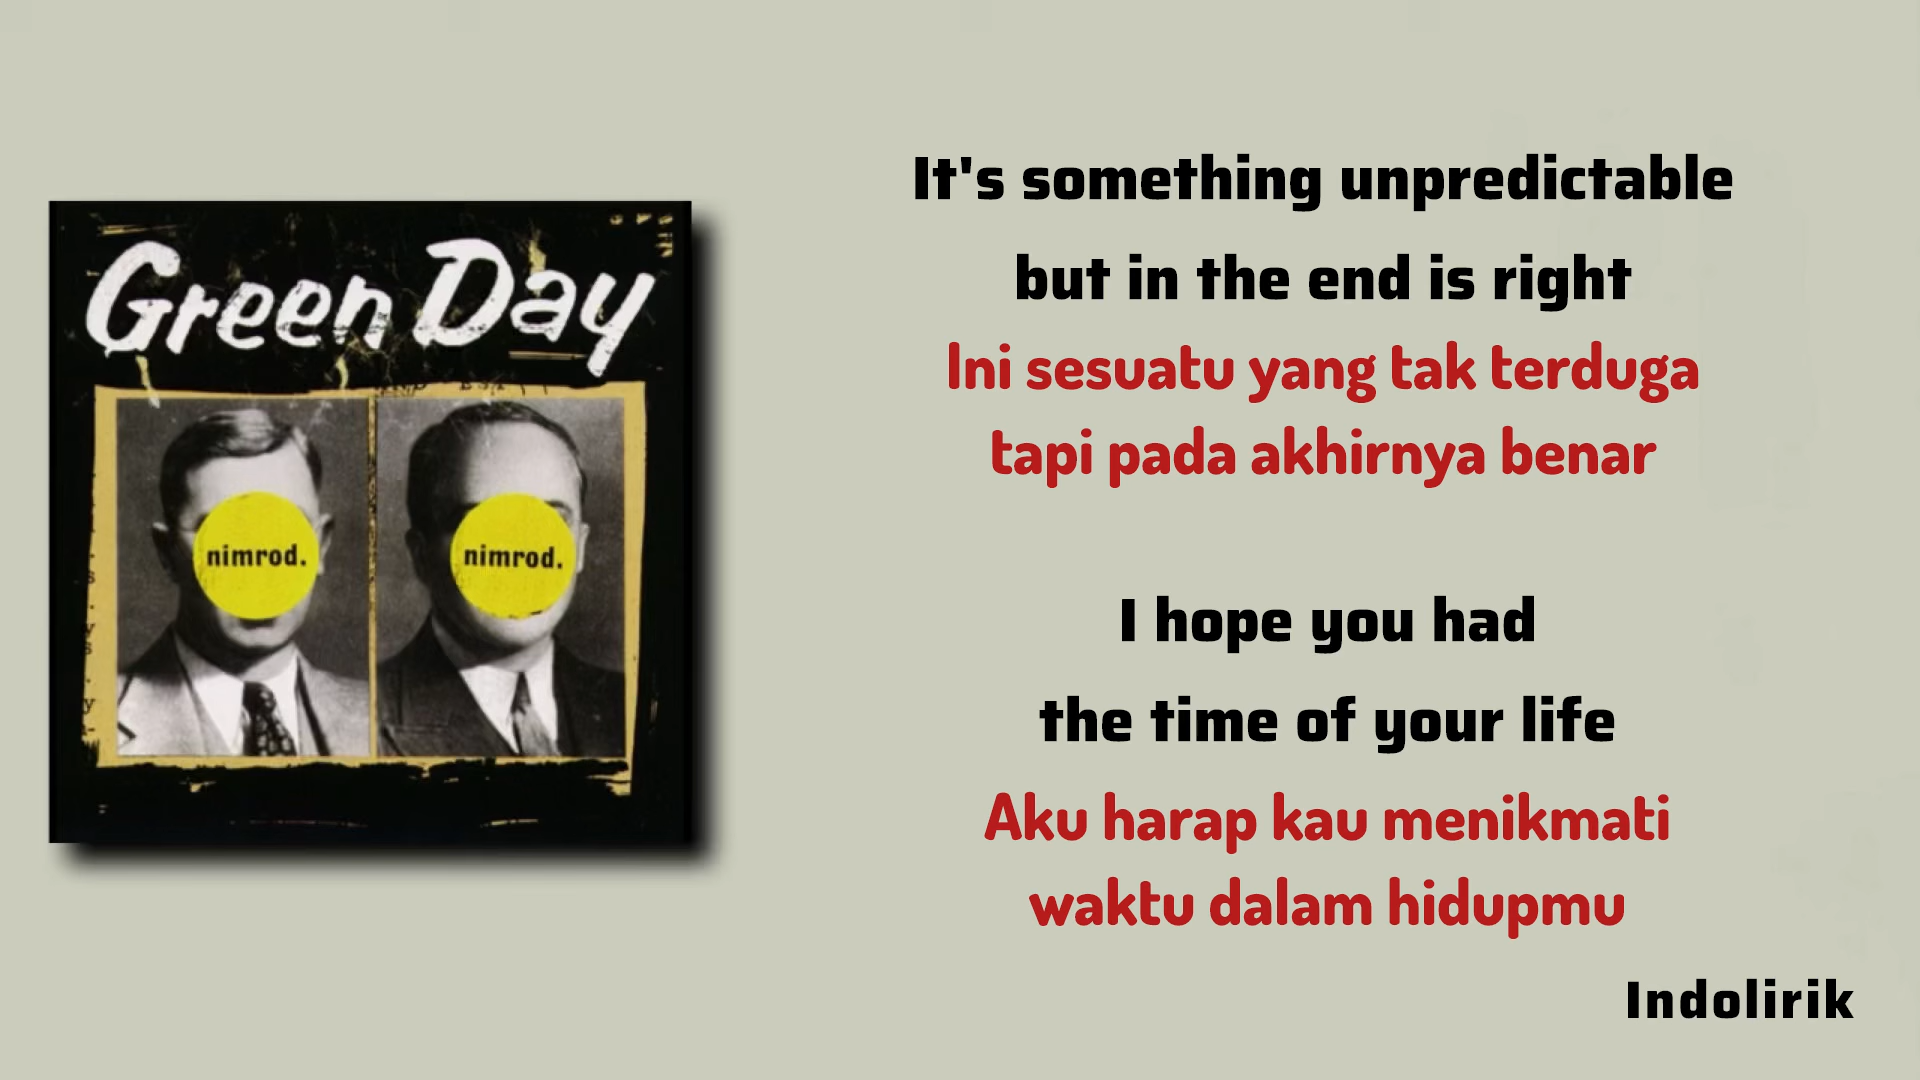 Green Day
nimrod.
nimrod.
It's something unpredictable
but in the end is right
Ini sesuatu yang tak terduga
tapi pada akhirnya benar
I hope you had
the time of your life
Aku harap kau menikmati
waktu dalam hidupmu
Indolirik